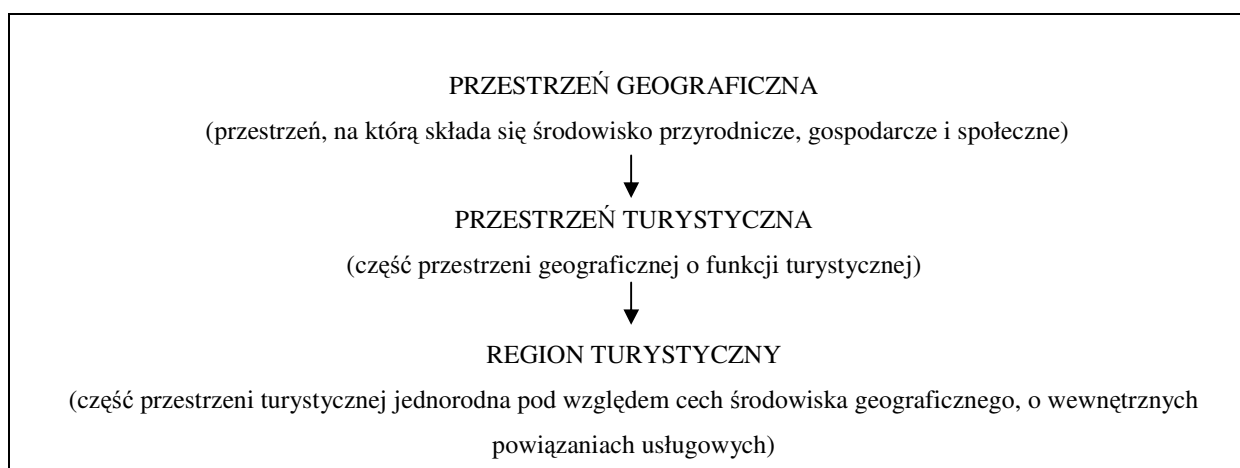 PRZESTRZEŃ GEOGRAFICZNA
(przestrzeń, na którą składa się środowisko przyrodnicze, gospodarcze i społeczne)
PRZESTRZEŃ TURYSTYCZNA
(część przestrzeni geograficznej o funkcji turystycznej)
REGION TURYSTYCZNY
(część przestrzeni turystycznej jednorodna pod względem cech środowiska geograficznego, o wewnętrznych
powiązaniach usługowych)